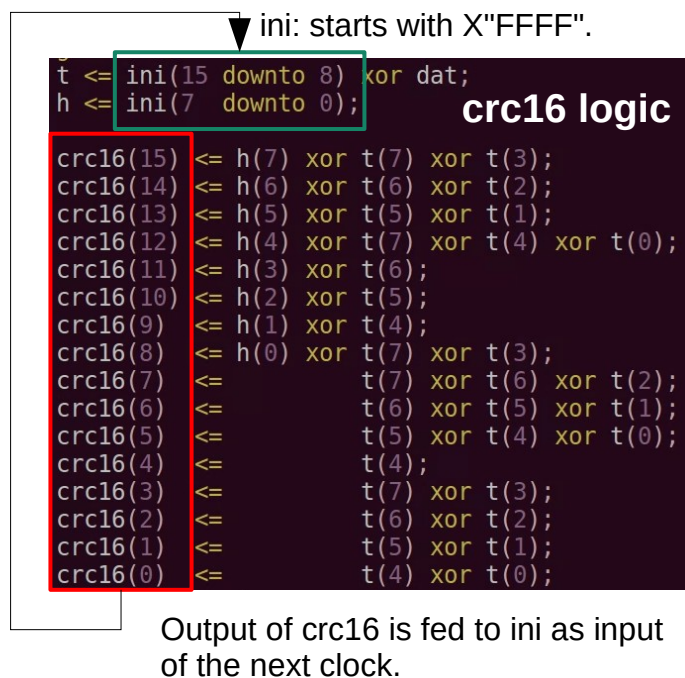 ini: starts with X"FFFF".
t <= ini(15 downto 8) xor dat;
h <= ini(7 downto 0);
crc16 logic
crc16(15) <= h(7) xor t(7) xor t(3);
crc16(14) <= h(6) xor t(6) xor t(2);
crc16(13) <= h(5) xor t(5) xor t(1);
crc16(12) <= h(4) xor t(7) xor t(4) xor t(0);
crc16(11) <= h(3) xor t(6);
crc16(10) <= h(2) xor t(5);
crc16(9) <= h(1) xor t(4);
crc16(8) <= h(0) xor t(7) xor t(3);
crc16(7) <= t(7) xor t(6) xor t(2);
crc16(6) <= t(6) xor t(5) xor t(1);
crc16(5) <= t(5) xor t(4) xor t(0);
crc16(4) <= t(4);
crc16(3) <= t(7) xor t(3);
crc16(2) <= t(6) xor t(2);
crc16(1) <= t(5) xor t(1);
crc16(0) <= t(4) xor t(0);
Output of crc16 is fed to ini as input
of the next clock.